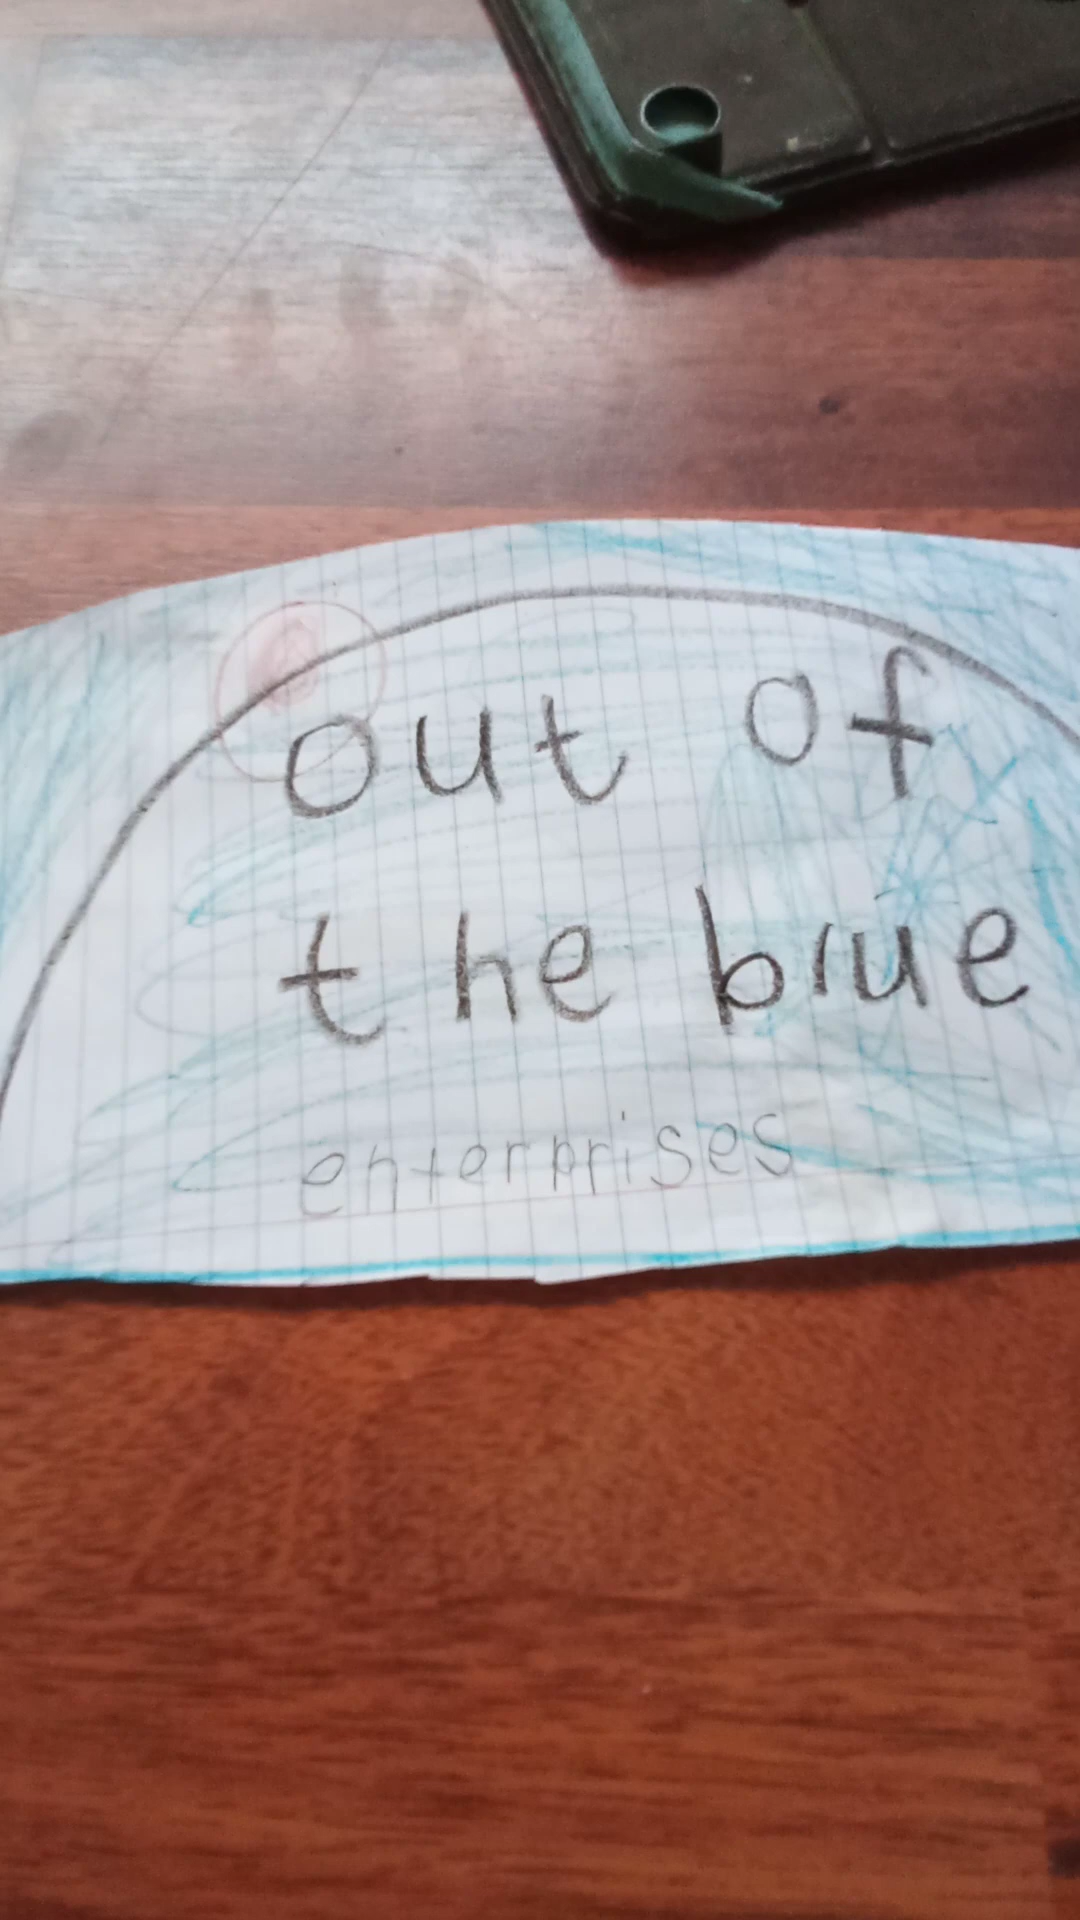 out of
the blue
enterprises